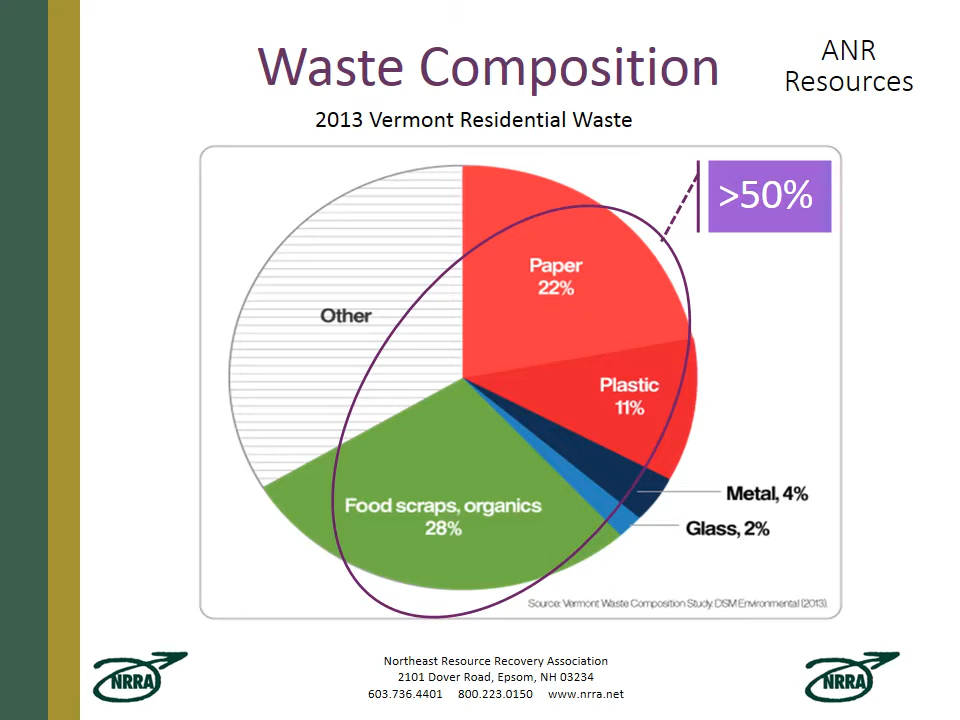 Waste Composition
ANR
Resources
2013 Vermont Residential Waste
>50%
Paper
22%
Other
Plastic
11%
Metal, 4%
Food scraps, organics
28%
Glass, 2%
Source: Vermont Waste Composition Study. DSM Environmental (2013).
Northeast Resource Recovery Association
2101 Dover Road, Epsom, NH 03234
603.736.4401 800.223.0150 www.nrra.net
NRRA
NRRA